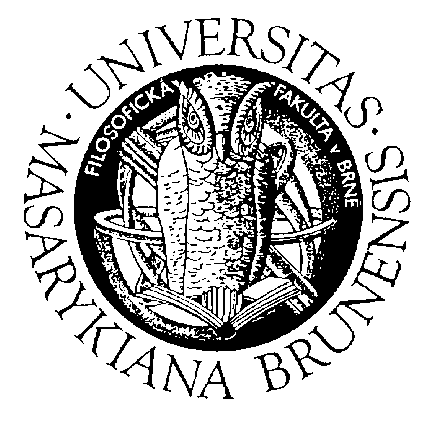 UNIVERSITAS · MASARYKIANA BRUNENSIS ·
FILOSOFICKÁ FAKULTA V BRNĚ